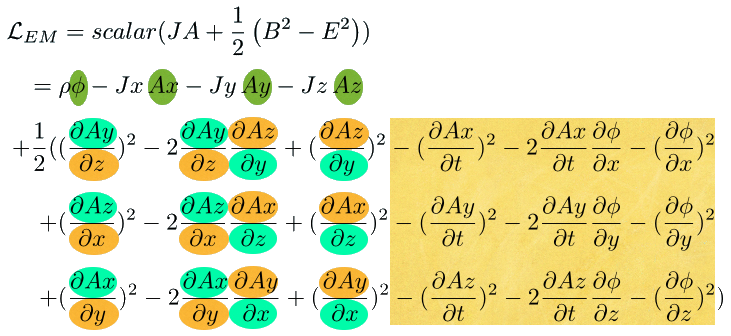 ℒ_EM = scalar(JA + 1/2 (B² − E²))
= ρϕ − Jx Ax − Jy Ay − Jz Az
+ 1/2((∂Ay/∂z)² − 2 ∂Ay/∂z ∂Az/∂y + (∂Az/∂y)² − (∂Ax/∂t)² − 2 ∂Ax/∂t ∂ϕ/∂x − (∂ϕ/∂x)²
+(∂Az/∂x)² − 2 ∂Az/∂x ∂Ax/∂z + (∂Ax/∂z)² − (∂Ay/∂t)² − 2 ∂Ay/∂t ∂ϕ/∂y − (∂ϕ/∂y)²
+(∂Ax/∂y)² − 2 ∂Ax/∂y ∂Ay/∂x + (∂Ay/∂x)² − (∂Az/∂t)² − 2 ∂Az/∂t ∂ϕ/∂z − (∂ϕ/∂z)²)